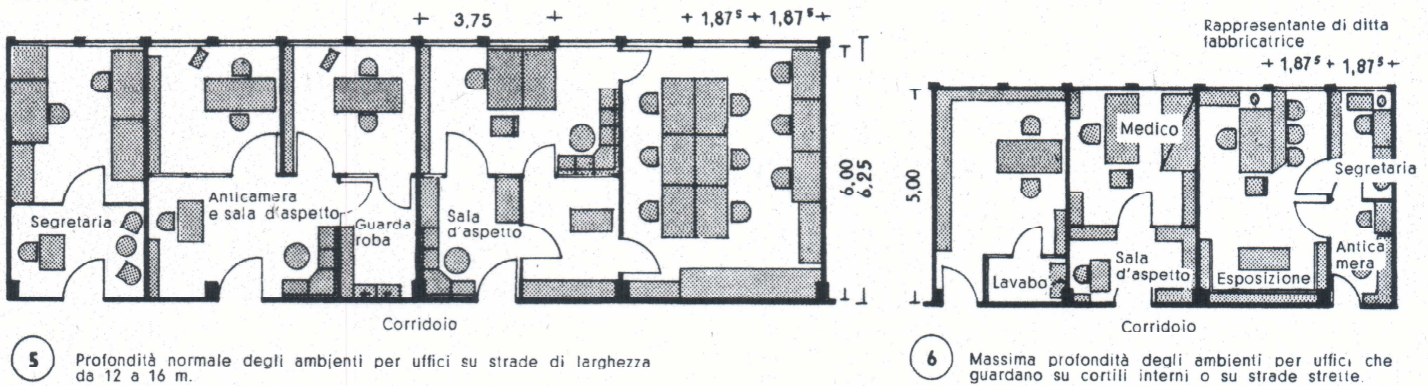 3,75
1,87⁵ 1,87⁵
6,00
6,25
Segretaria
Anticamera
e sala d'aspetto
Guarda
roba
Sala
d'aspetto
Corridoio
5
Profondità normale degli ambienti per uffici su strade di larghezza
da 12 a 16 m.
Rappresentante di ditta
fabbricatrice
1,87⁵ 1,87⁵
5,00
Medico
Segretaria
Lavabo
Sala
d'aspetto
Esposizione
Antica
mera
Corridoio
6
Massima profondità degli ambienti per uffici che
guardano su cortili interni o su strade strette.